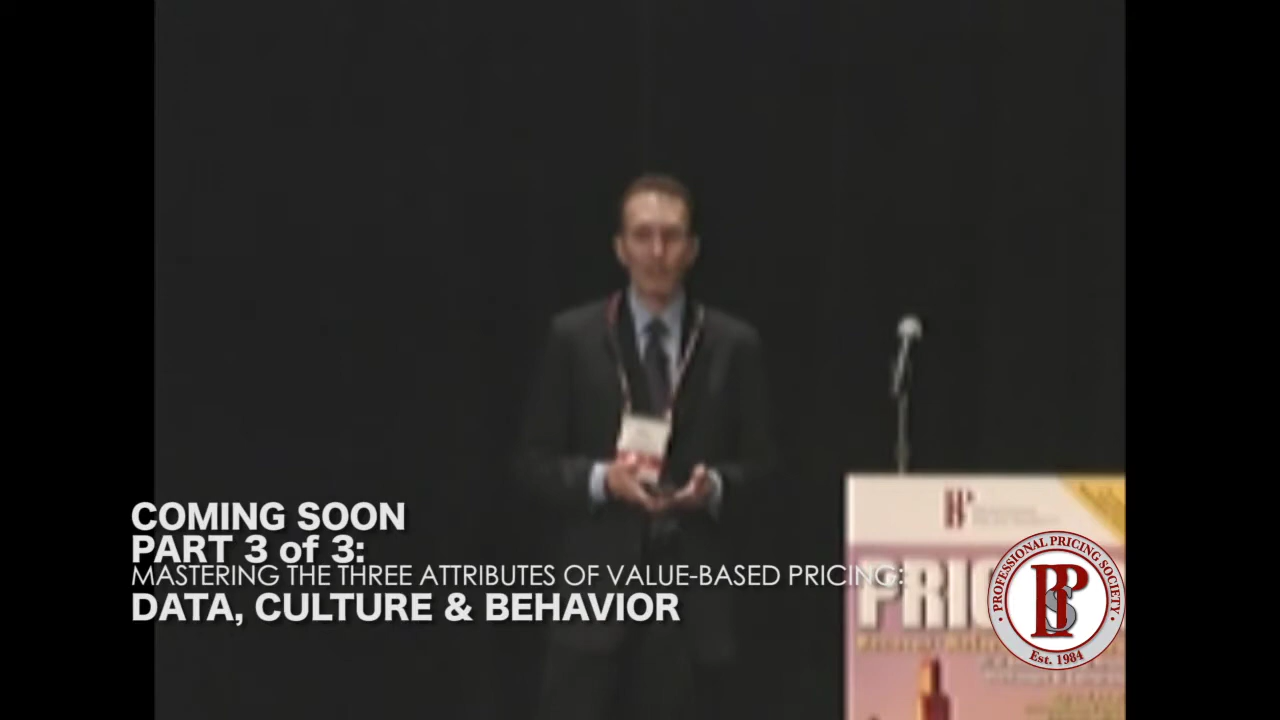 COMING SOON
PART 3 of 3:
MASTERING THE THREE ATTRIBUTES OF VALUE-BASED PRICING:
DATA, CULTURE & BEHAVIOR
PROFESSIONAL PRICING SOCIETY
PPS
Est. 1984